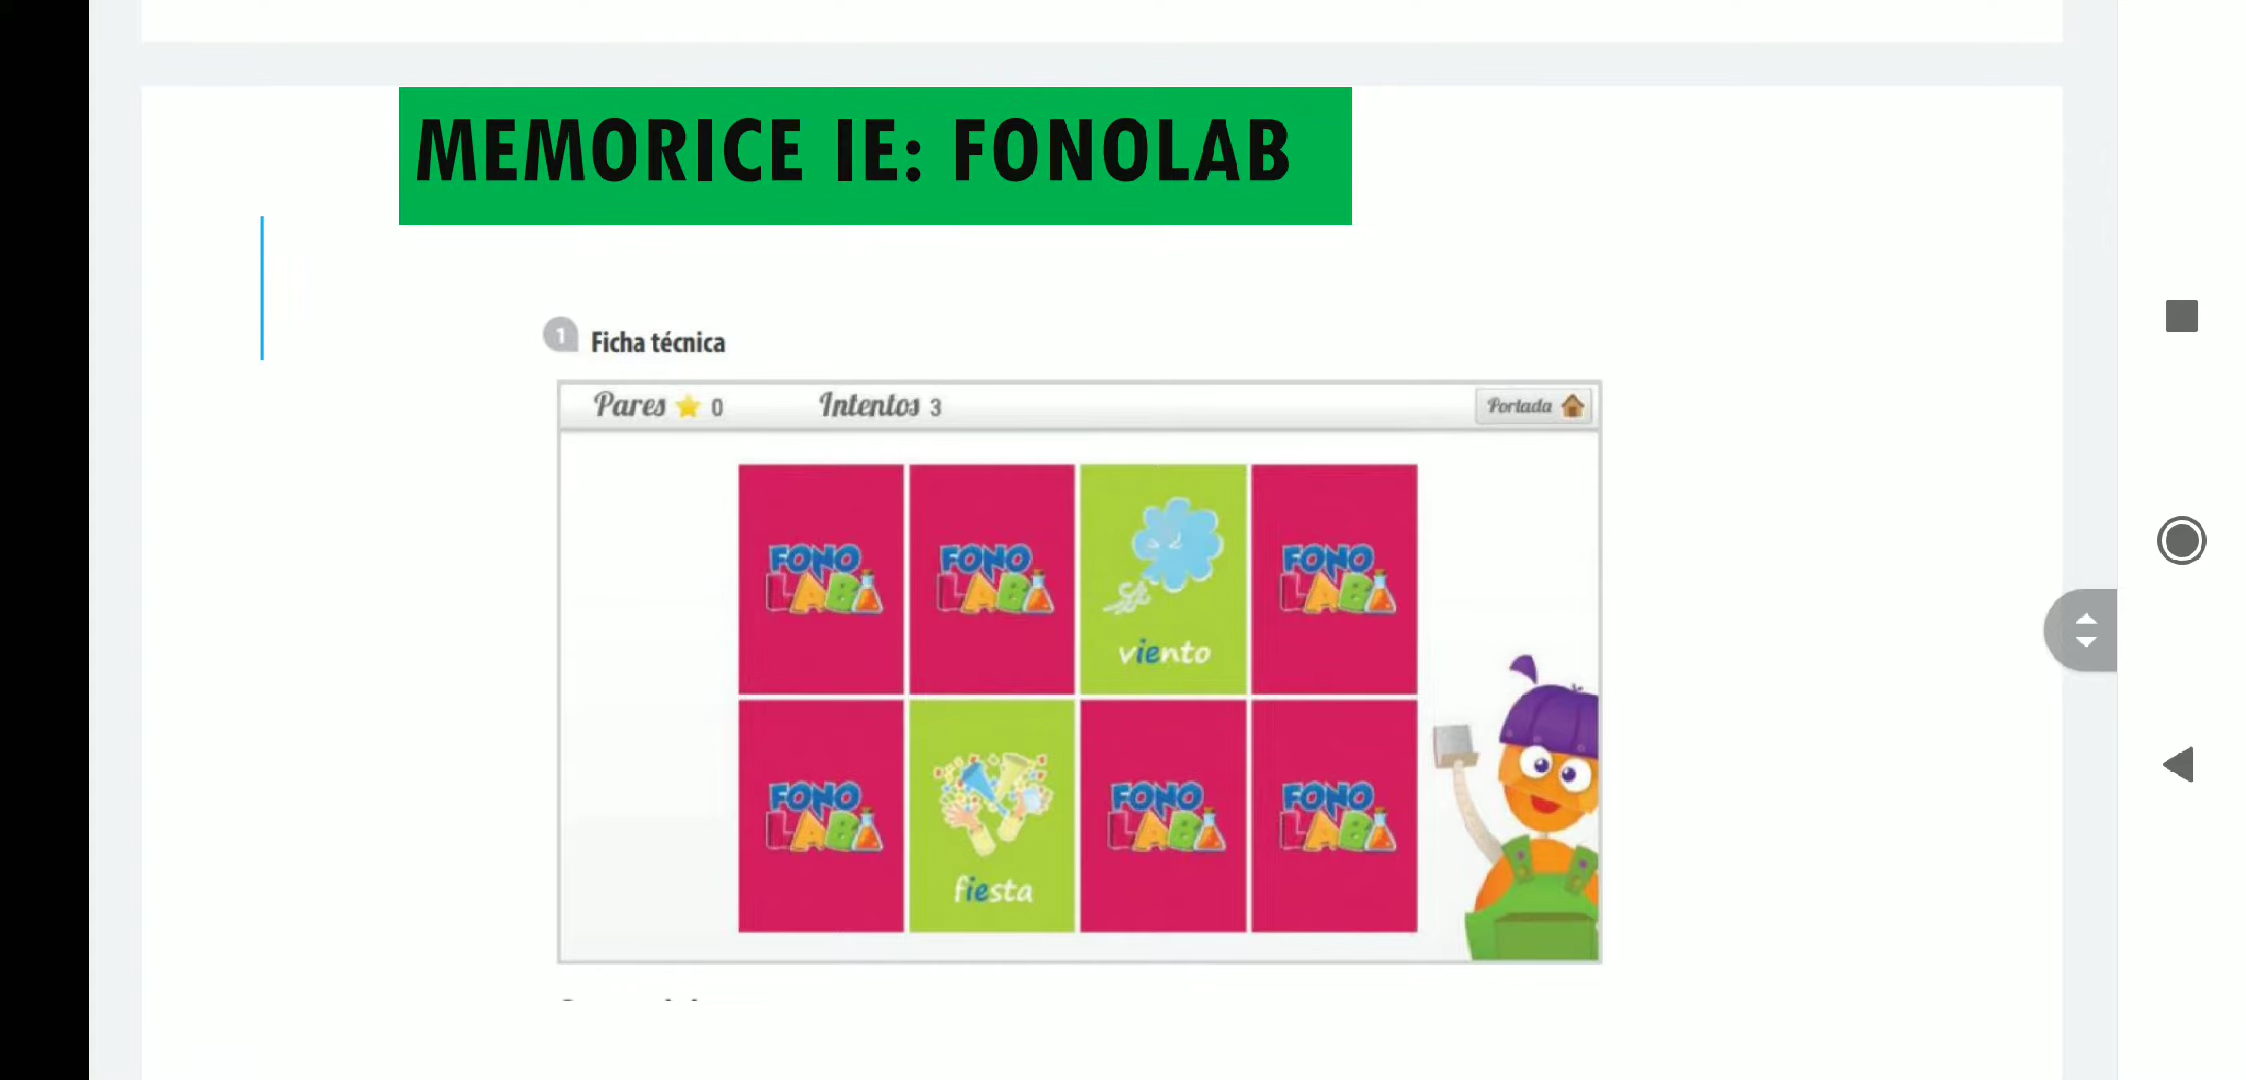 MEMORICE IE: FONOLAB
1 Ficha técnica
Pares 0 Intentos 3 Portada
FONO LAB FONO LAB viento FONO LAB
FONO LAB fiesta FONO LAB FONO LAB